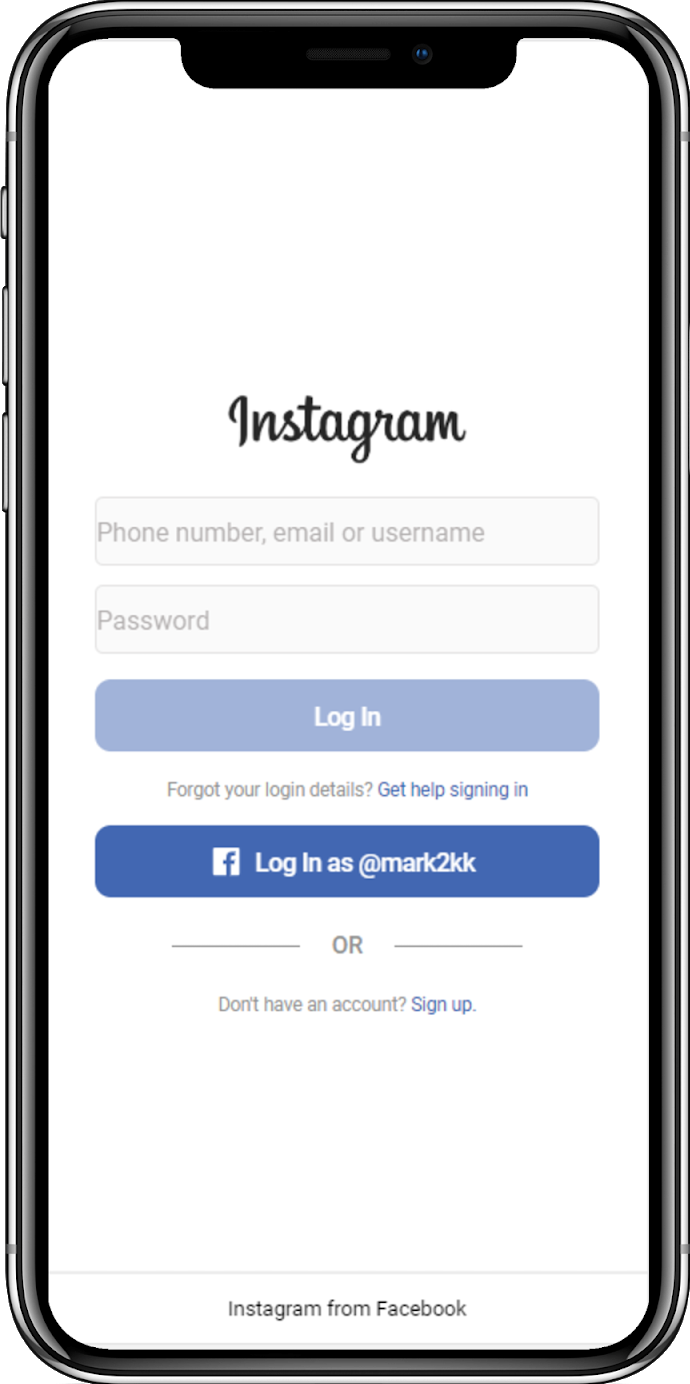 Instagram
Phone number, email or username
Password
Log In
Forgot your login details? Get help signing in
Log In as @mark2kk
OR
Don't have an account? Sign up.
Instagram from Facebook